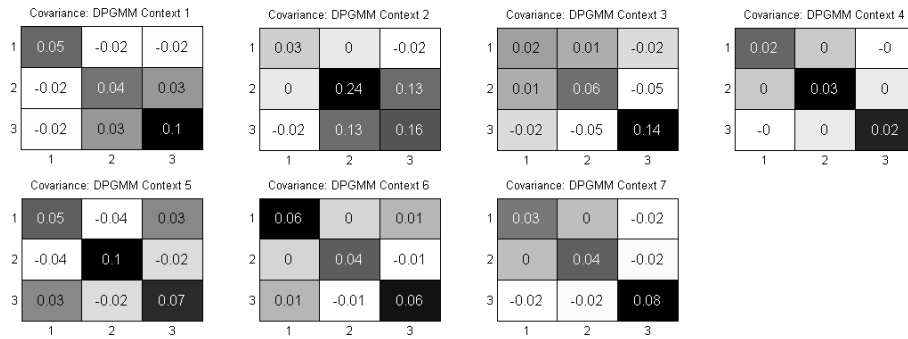 Covariance: DPGMM Context 1
1 0.05 -0.02 -0.02
2 -0.02 0.04 0.03
3 -0.02 0.03 0.1
1 2 3
Covariance: DPGMM Context 2
1 0.03 0 -0.02
2 0 0.24 0.13
3 -0.02 0.13 0.16
1 2 3
Covariance: DPGMM Context 3
1 0.02 0.01 -0.02
2 0.01 0.06 -0.05
3 -0.02 -0.05 0.14
1 2 3
Covariance: DPGMM Context 4
1 0.02 0 -0
2 0 0.03 0
3 -0 0 0.02
1 2 3
Covariance: DPGMM Context 5
1 0.05 -0.04 0.03
2 -0.04 0.1 -0.02
3 0.03 -0.02 0.07
1 2 3
Covariance: DPGMM Context 6
1 0.06 0 0.01
2 0 0.04 -0.01
3 0.01 -0.01 0.06
1 2 3
Covariance: DPGMM Context 7
1 0.03 0 -0.02
2 0 0.04 -0.02
3 -0.02 -0.02 0.08
1 2 3